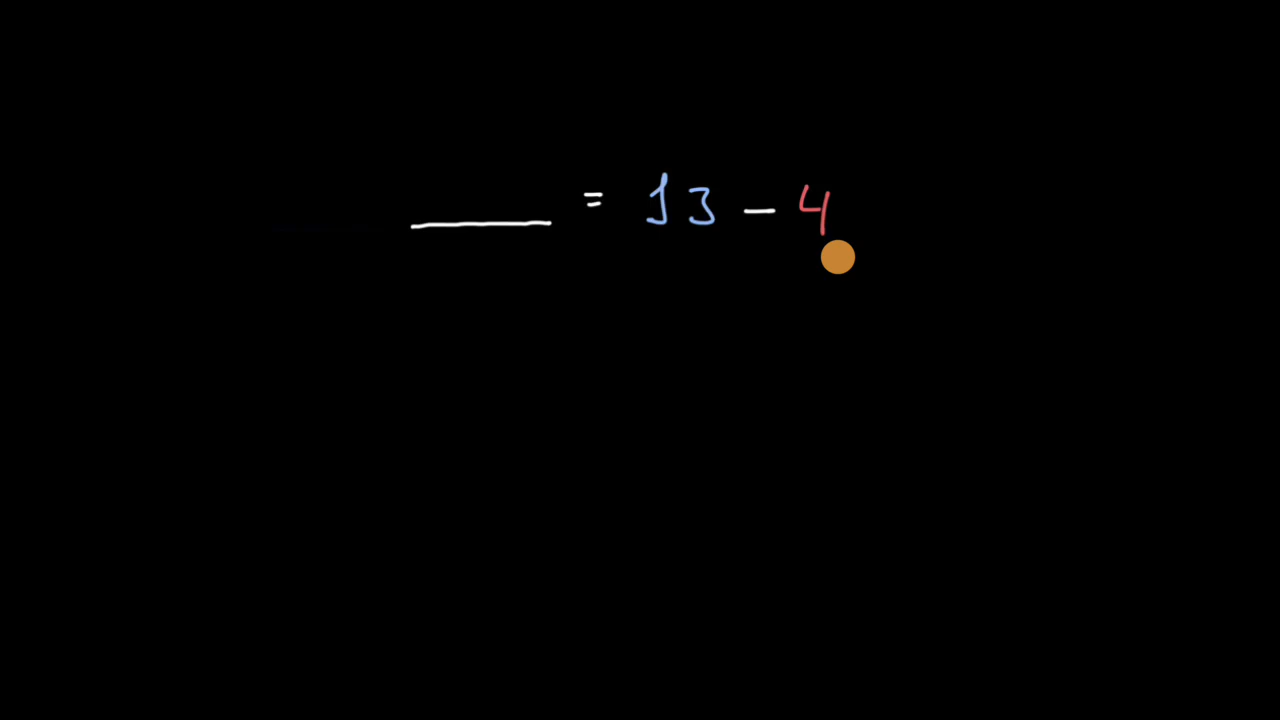 ____ = 13 - 4